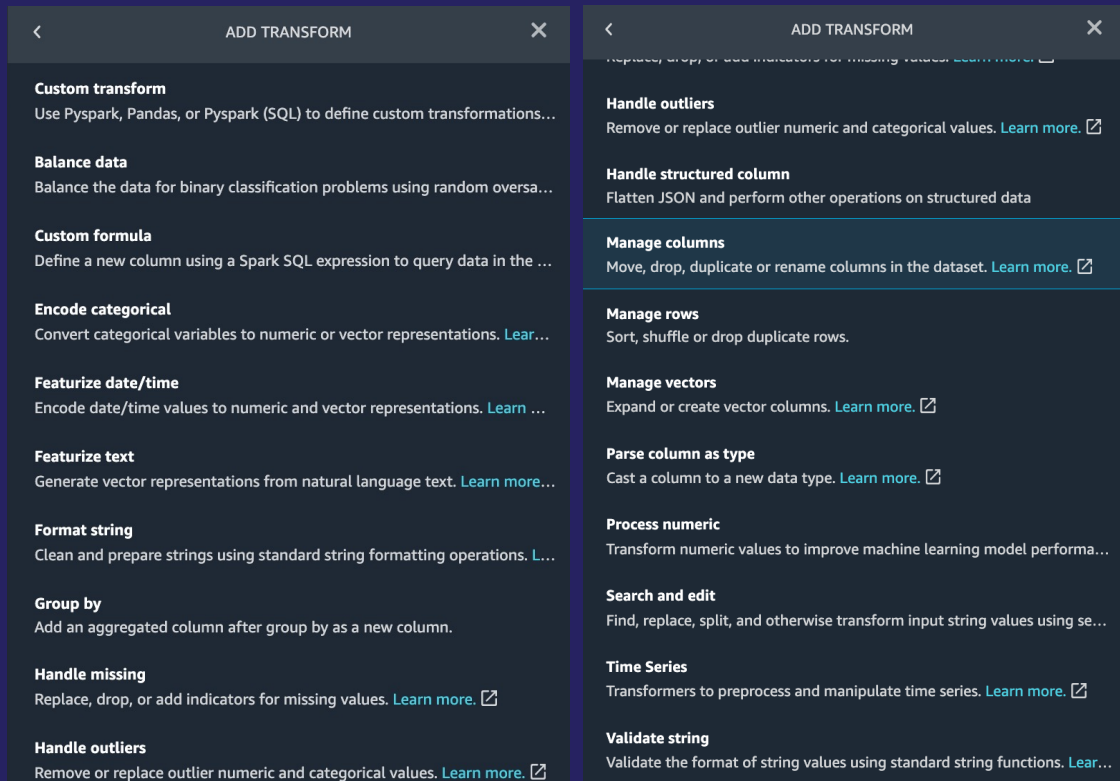 ADD TRANSFORM
Custom transform
Use Pyspark, Pandas, or Pyspark (SQL) to define custom transformations...
Balance data
Balance the data for binary classification problems using random oversa...
Custom formula
Define a new column using a Spark SQL expression to query data in the ...
Encode categorical
Convert categorical variables to numeric or vector representations. Lear...
Featurize date/time
Encode date/time values to numeric and vector representations. Learn ...
Featurize text
Generate vector representations from natural language text. Learn more...
Format string
Clean and prepare strings using standard string formatting operations. L...
Group by
Add an aggregated column after group by as a new column.
Handle missing
Replace, drop, or add indicators for missing values. Learn more.
Handle outliers
Remove or replace outlier numeric and categorical values. Learn more.
ADD TRANSFORM
Replace, drop, or add indicators for missing values. Learn more.
Handle outliers
Remove or replace outlier numeric and categorical values. Learn more.
Handle structured column
Flatten JSON and perform other operations on structured data
Manage columns
Move, drop, duplicate or rename columns in the dataset. Learn more.
Manage rows
Sort, shuffle or drop duplicate rows.
Manage vectors
Expand or create vector columns. Learn more.
Parse column as type
Cast a column to a new data type. Learn more.
Process numeric
Transform numeric values to improve machine learning model performa...
Search and edit
Find, replace, split, and otherwise transform input string values using se...
Time Series
Transformers to preprocess and manipulate time series. Learn more.
Validate string
Validate the format of string values using standard string functions. Lear...